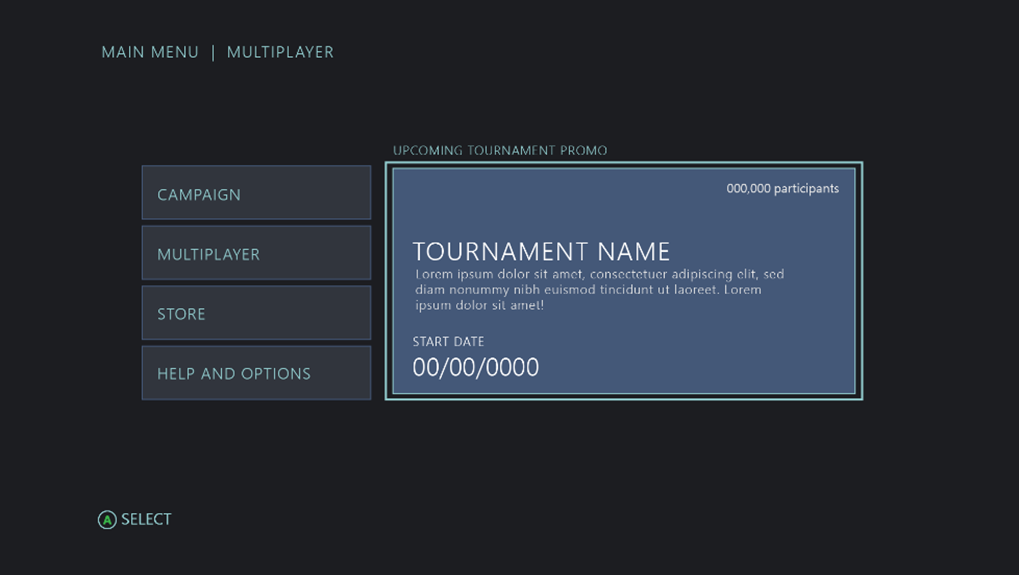 MAIN MENU | MULTIPLAYER
UPCOMING TOURNAMENT PROMO
CAMPAIGN
MULTIPLAYER
STORE
HELP AND OPTIONS
000,000 participants
TOURNAMENT NAME
Lorem ipsum dolor sit amet, consectetuer adipiscing elit, sed
diam nonummy nibh euismod tincidunt ut laoreet. Lorem
ipsum dolor sit amet!
START DATE
00/00/0000
A SELECT